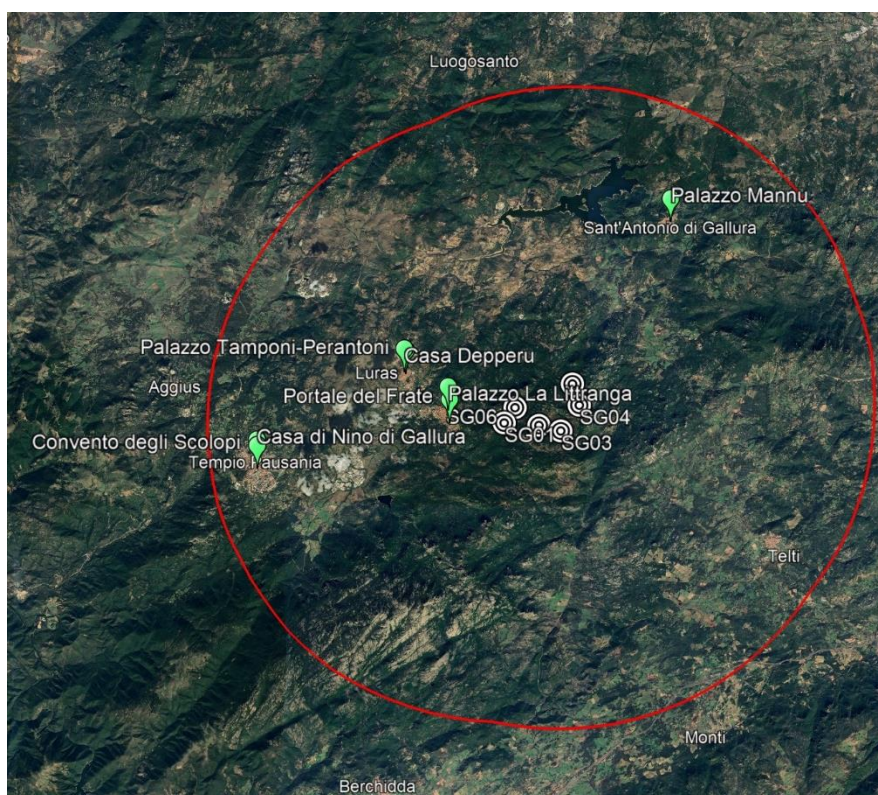 Luogosanto
Palazzo Mannu
Sant'Antonio di Gallura
Palazzo Tamponi-Perantoni
Casa Depperu
Luras
Aggius
Portale del Frate
Palazzo La Littranga
SG06
SG04
SG01
SG03
Convento degli Scolopi
Casa di Nino di Gallura
Tempio Pausania
Telti
Monti
Berchidda